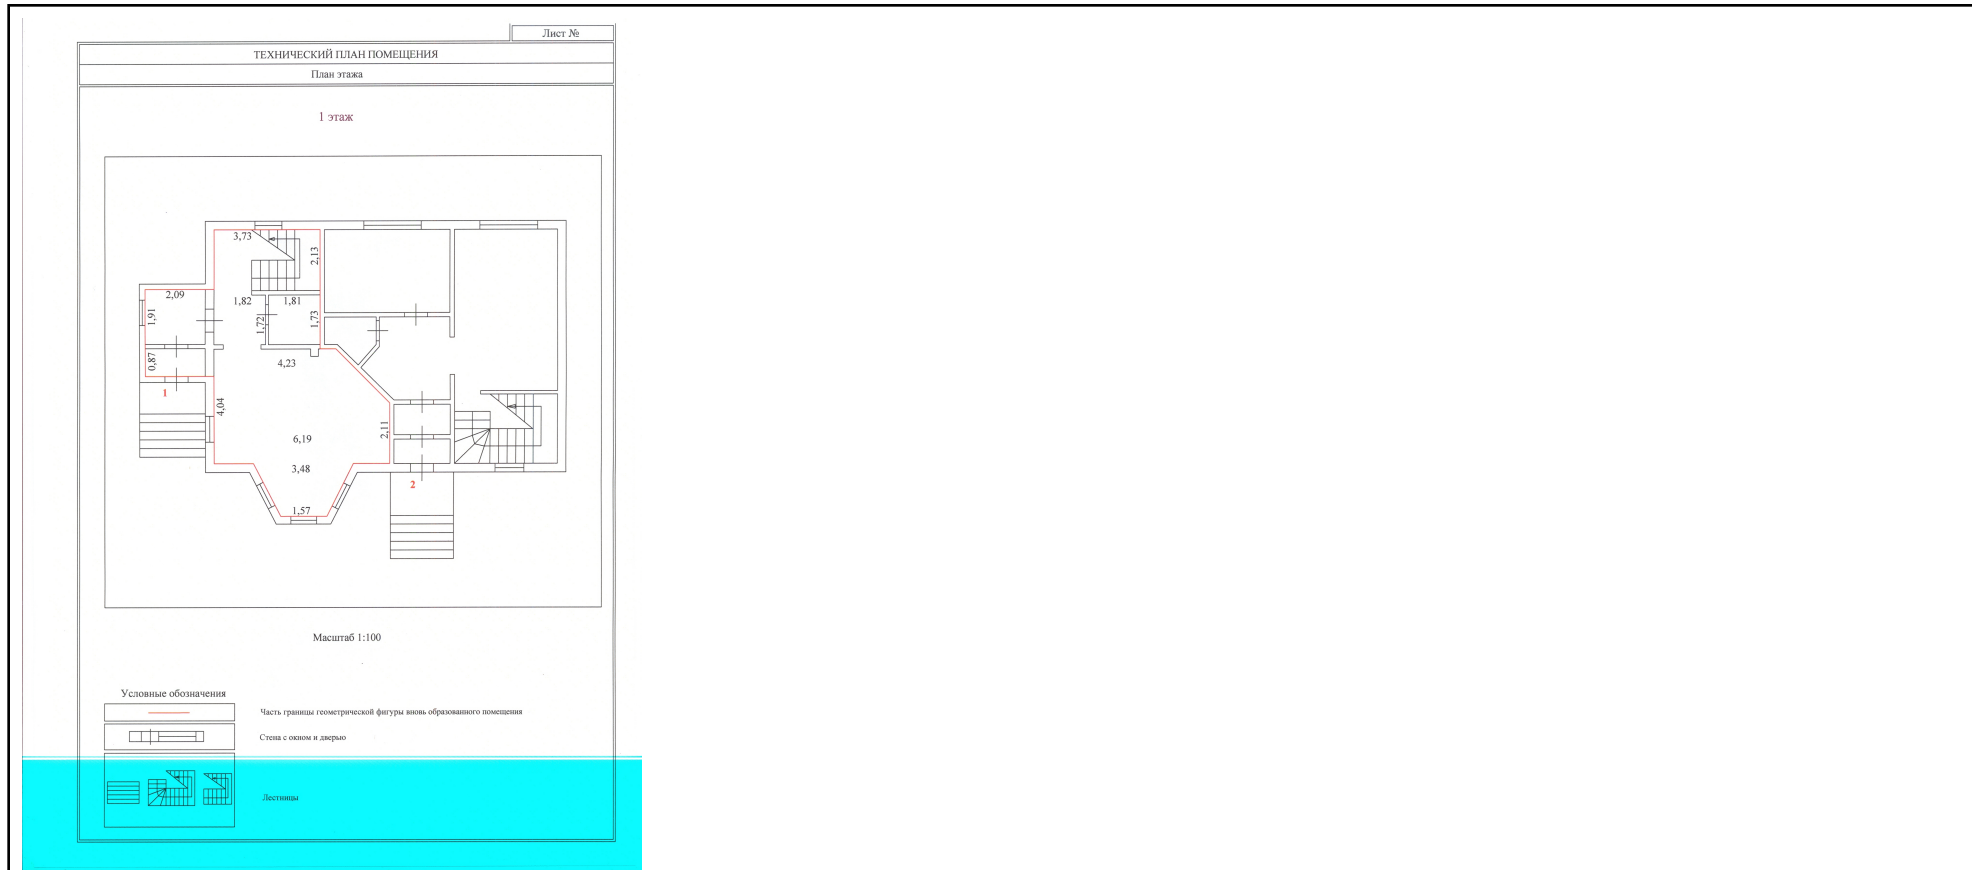 Лист №
ТЕХНИЧЕСКИЙ ПЛАН ПОМЕЩЕНИЯ
План этажа
1 этаж
3,73
2,13
2,09
1,82
1,81
1,91
1,72
1,73
0,87
4,23
1
4,04
2,11
6,19
3,48
2
1,57
Масштаб 1:100
Условные обозначения
Часть границы геометрической фигуры вновь образованного помещения
Стена с окном и дверью
Лестницы